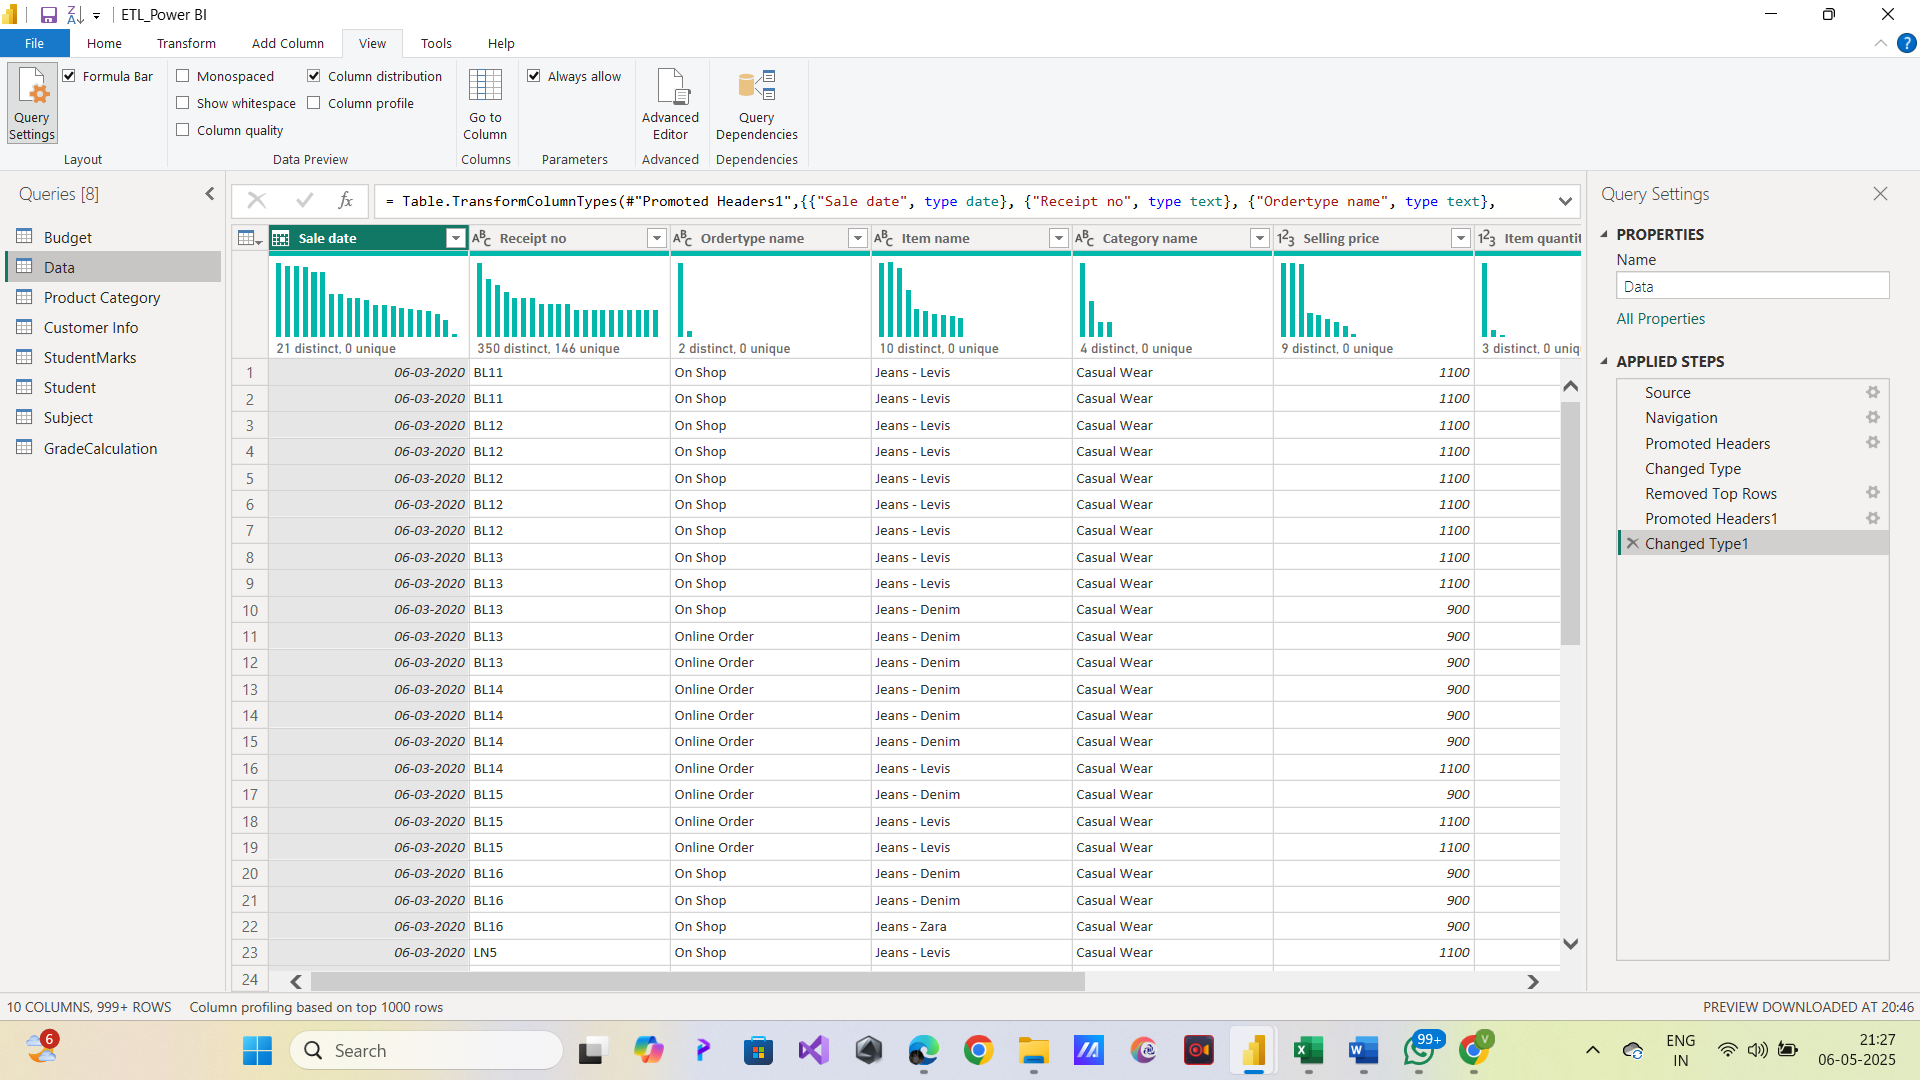 ETL_Power BI
File Home Transform Add Column View Tools Help
Query Settings
Formula Bar
Layout
Monospaced
Show whitespace
Column quality
Column distribution
Column profile
Data Preview
Go to Column
Columns
Always allow
Parameters
Advanced Editor
Advanced
Query Dependencies
Dependencies
Queries [8]
Budget
Data
Product Category
Customer Info
StudentMarks
Student
Subject
GradeCalculation
fx
= Table.TransformColumnTypes(#"Promoted Headers1",{{"Sale date", type date}, {"Receipt no", type text}, {"Ordertype name", type text},
Sale date ABC Receipt no ABC Ordertype name ABC Item name ABC Category name 123 Selling price 123 Item quantit
21 distinct, 0 unique 350 distinct, 146 unique 2 distinct, 0 unique 10 distinct, 0 unique 4 distinct, 0 unique 9 distinct, 0 unique 3 distinct, 0 uniq
1 06-03-2020 BL11 On Shop Jeans - Levis Casual Wear 1100
2 06-03-2020 BL11 On Shop Jeans - Levis Casual Wear 1100
3 06-03-2020 BL12 On Shop Jeans - Levis Casual Wear 1100
4 06-03-2020 BL12 On Shop Jeans - Levis Casual Wear 1100
5 06-03-2020 BL12 On Shop Jeans - Levis Casual Wear 1100
6 06-03-2020 BL12 On Shop Jeans - Levis Casual Wear 1100
7 06-03-2020 BL12 On Shop Jeans - Levis Casual Wear 1100
8 06-03-2020 BL13 On Shop Jeans - Levis Casual Wear 1100
9 06-03-2020 BL13 On Shop Jeans - Levis Casual Wear 1100
10 06-03-2020 BL13 On Shop Jeans - Denim Casual Wear 900
11 06-03-2020 BL13 Online Order Jeans - Denim Casual Wear 900
12 06-03-2020 BL13 Online Order Jeans - Denim Casual Wear 900
13 06-03-2020 BL14 Online Order Jeans - Denim Casual Wear 900
14 06-03-2020 BL14 Online Order Jeans - Denim Casual Wear 900
15 06-03-2020 BL14 Online Order Jeans - Denim Casual Wear 900
16 06-03-2020 BL14 Online Order Jeans - Levis Casual Wear 1100
17 06-03-2020 BL15 Online Order Jeans - Denim Casual Wear 900
18 06-03-2020 BL15 Online Order Jeans - Levis Casual Wear 1100
19 06-03-2020 BL15 Online Order Jeans - Levis Casual Wear 1100
20 06-03-2020 BL16 On Shop Jeans - Denim Casual Wear 900
21 06-03-2020 BL16 On Shop Jeans - Denim Casual Wear 900
22 06-03-2020 BL16 On Shop Jeans - Zara Casual Wear 900
23 06-03-2020 LN5 On Shop Jeans - Levis Casual Wear 1100
24
Query Settings
PROPERTIES
Name
Data
All Properties
APPLIED STEPS
Source
Navigation
Promoted Headers
Changed Type
Removed Top Rows
Promoted Headers1
Changed Type1
10 COLUMNS, 999+ ROWS Column profiling based on top 1000 rows PREVIEW DOWNLOADED AT 20:46
6
Search
99+
V
ENG
IN
21:27
06-05-2025